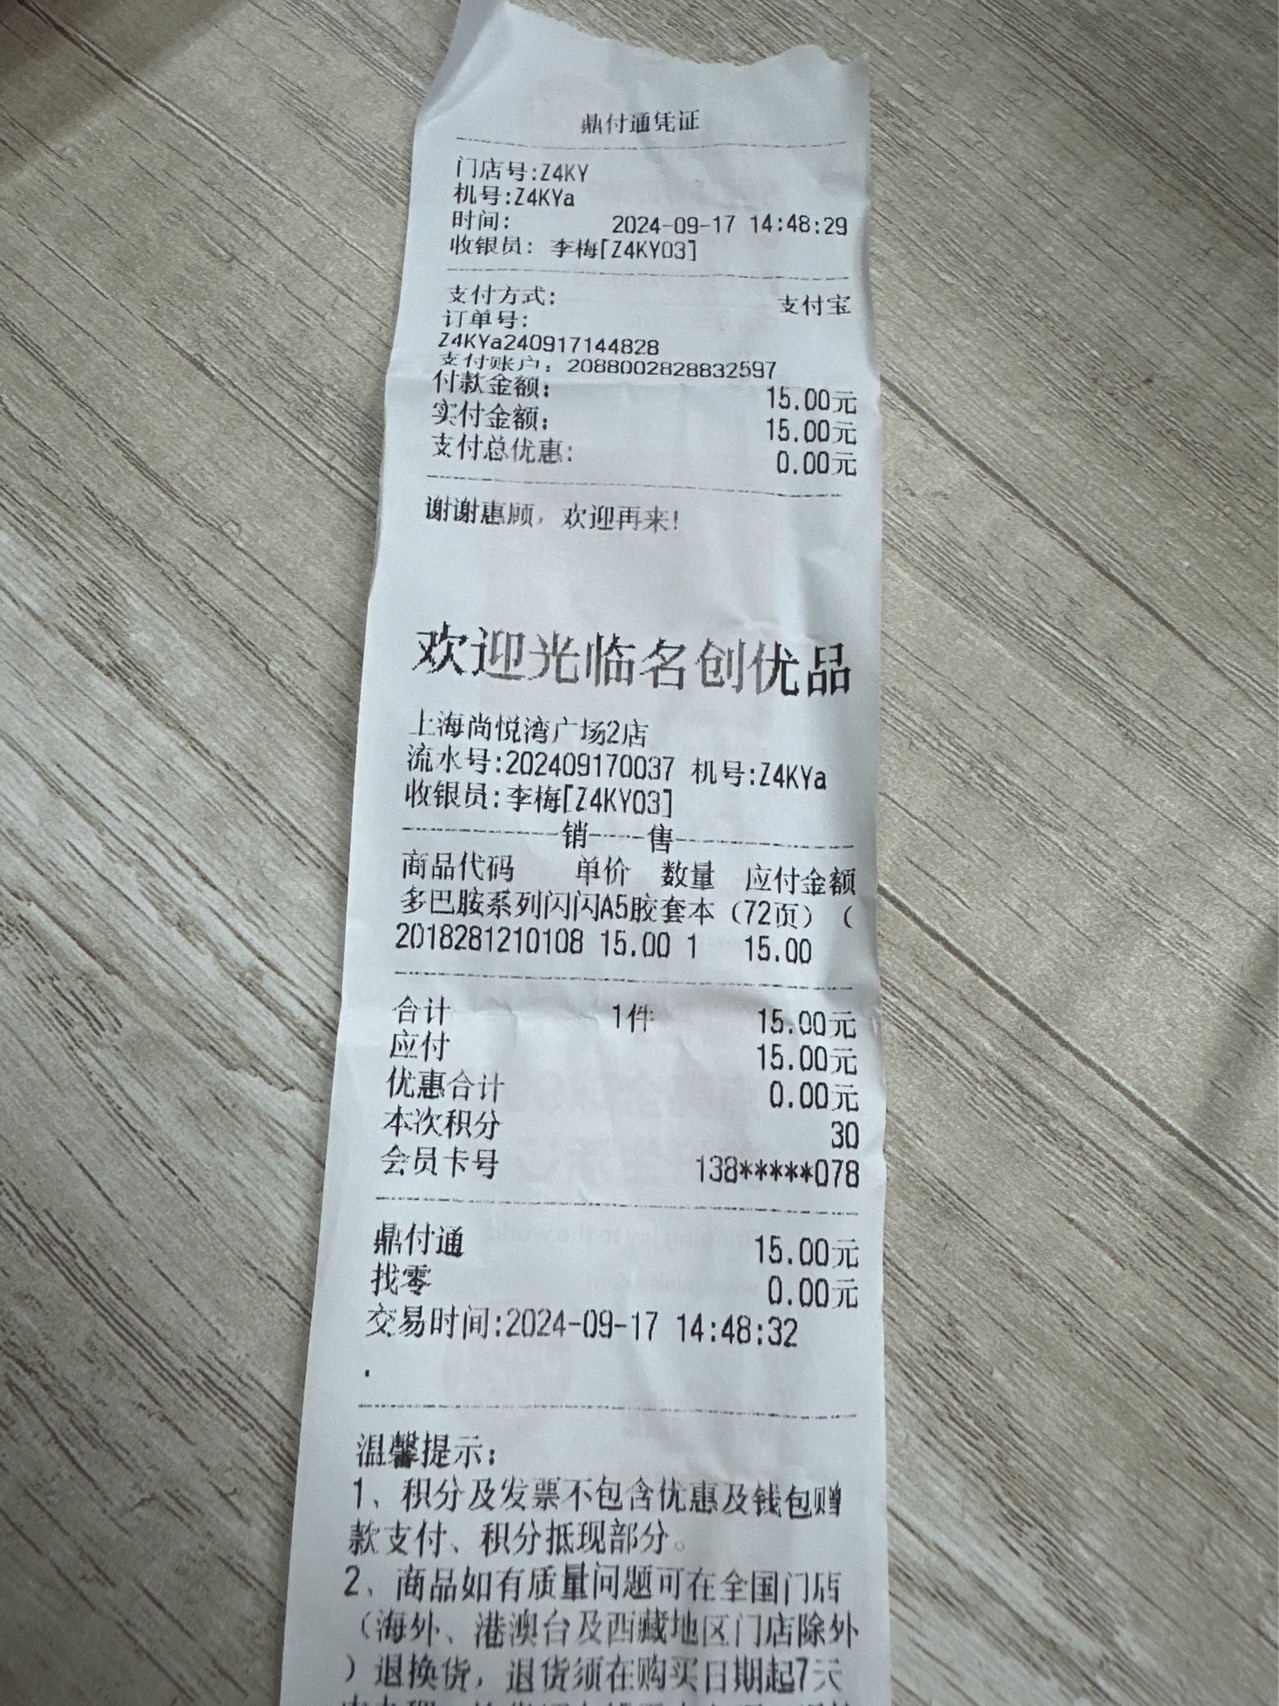 鼎付通凭证
门店号:Z4KY
机号:Z4KYa
时间: 2024-09-17 14:48:29
收银员: 李梅[Z4KY03]
支付方式: 支付宝
订单号:
Z4KYa240917144828
支付账户: 2088002828832597
付款金额: 15.00元
实付金额: 15.00元
支付总优惠: 0.00元
谢谢惠顾, 欢迎再来!
欢迎光临名创优品
上海尚悦湾广场2店
流水号:202409170037 机号:Z4KYa
收银员:李梅[Z4KY03]
销 售
商品代码 单价 数量 应付金额
多巴胺系列闪闪A5胶套本（72页）（
2018281210108 15.00 1 15.00
合计 1件 15.00元
应付 15.00元
优惠合计 0.00元
本次积分 30
会员卡号 138*****078
鼎付通 15.00元
找零 0.00元
交易时间:2024-09-17 14:48:32
.
温馨提示:
1、积分及发票不包含优惠及钱包赠
款支付、积分抵现部分。
2、商品如有质量问题可在全国门店
（海外、港澳台及西藏地区门店除外
）退换货, 退货须在购买日期起7天